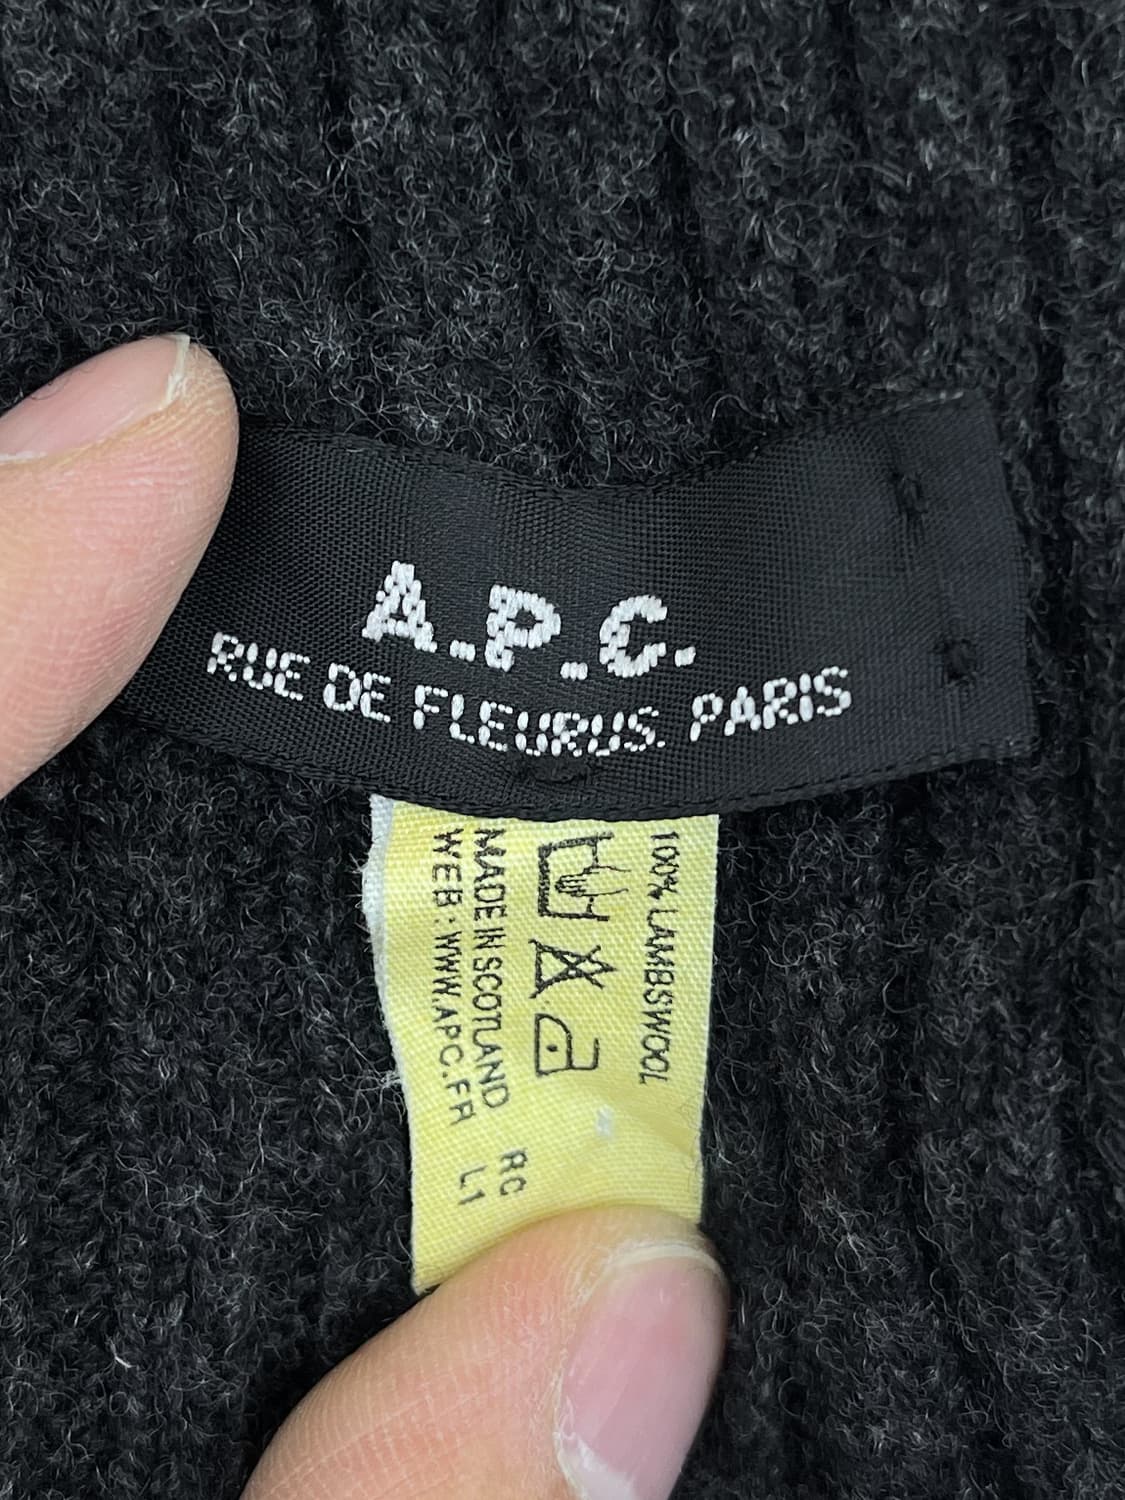 A.P.C.
RUE DE FLEURUS. PARIS
100% LAMBSWOOL
MADE IN SCOTLAND RC
WEB: WWW.APC.FR L1